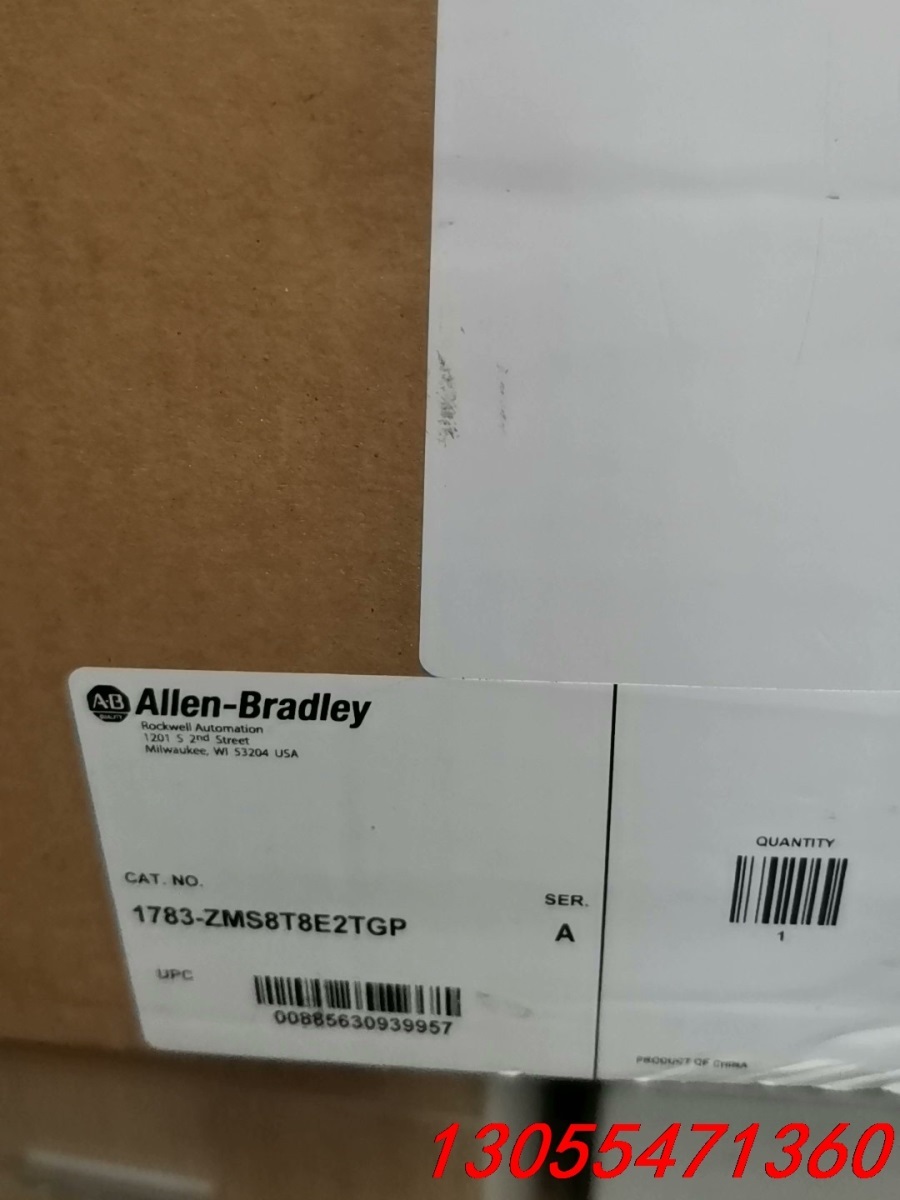 A-B
QUALITY
Allen-Bradley
Rockwell Automation
1201 S 2nd Street
Milwaukee, WI 53204 USA
CAT. NO.
1783-ZMS8T8E2TGP
SER.
A
UPC
00885630939957
QUANTITY
1
PRODUCT OF CHINA
13055471360